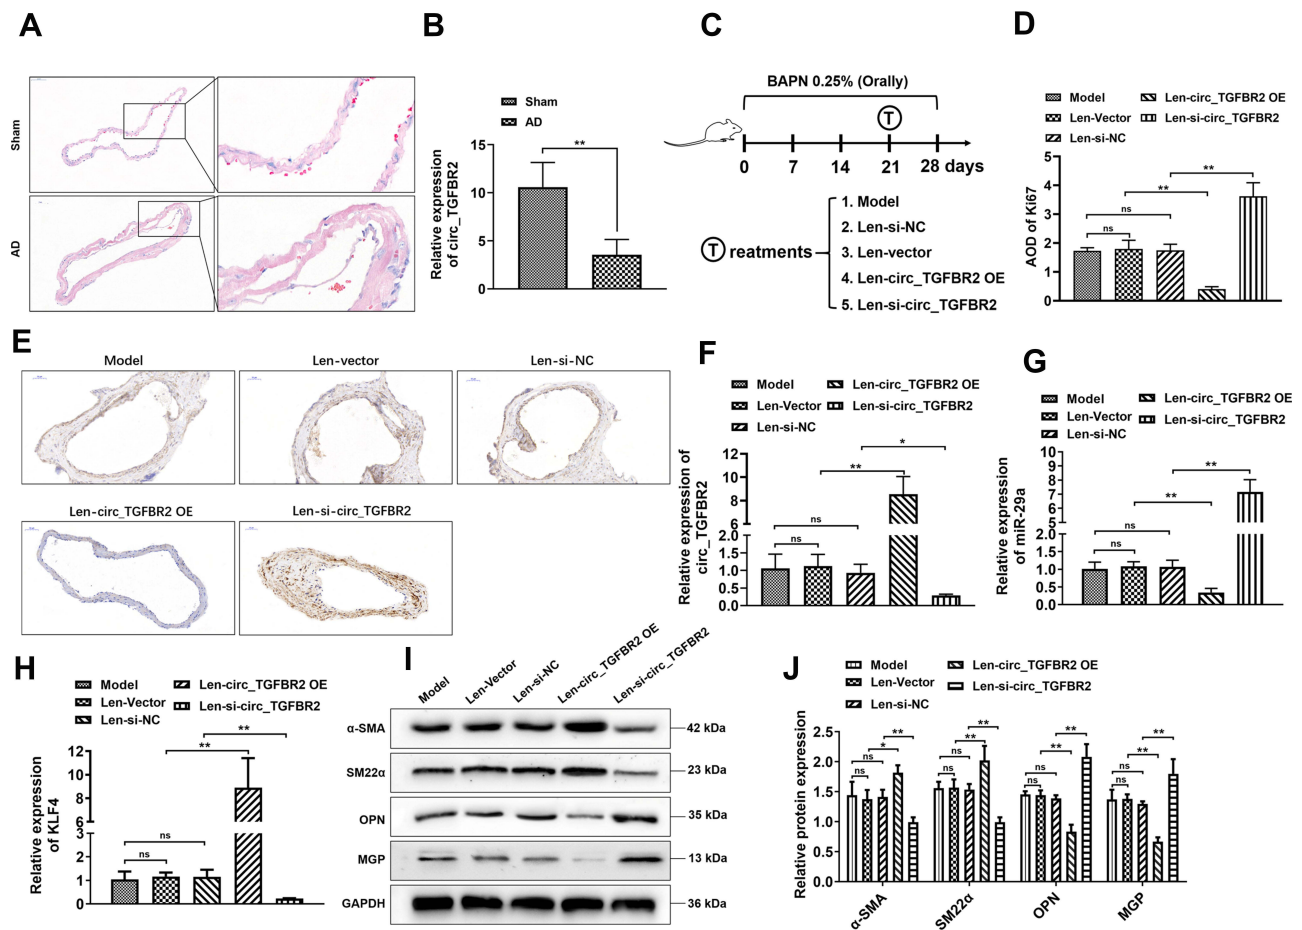 A
Sham
AD
B
Sham
AD
Relative expression
of circ_TGFBR2
15
10
5
0
**
C
BAPN 0.25% (Orally)
T
0 7 14 21 28 days
T reatments
1. Model
2. Len-si-NC
3. Len-vector
4. Len-circ_TGFBR2 OE
5. Len-si-circ_TGFBR2
D
Model
Len-circ_TGFBR2 OE
Len-Vector
Len-si-circ_TGFBR2
Len-si-NC
AOD of Ki67
5
4
3
2
1
0
ns
ns
**
**
E
Model
Len-vector
Len-si-NC
Len-circ_TGFBR2 OE
Len-si-circ_TGFBR2
F
Model
Len-circ_TGFBR2 OE
Len-Vector
Len-si-circ_TGFBR2
Len-si-NC
Relative expression of
circ_TGFBR2
12
10
8
6
2.0
1.5
1.0
0.5
0.0
ns
ns
**
*
G
Model
Len-circ_TGFBR2 OE
Len-Vector
Len-si-circ_TGFBR2
Len-si-NC
Relative expression
of miR-29a
10
9
8
7
6
5
4
2.0
1.5
1.0
0.5
0.0
ns
ns
**
**
H
Model
Len-circ_TGFBR2 OE
Len-Vector
Len-si-circ_TGFBR2
Len-si-NC
Relative expression
of KLF4
12
10
8
6
3
2
1
0
ns
ns
**
**
I
Model
Len-Vector
Len-si-NC
Len-circ_TGFBR2 OE
Len-si-circ_TGFBR2
α-SMA 42 kDa
SM22α 23 kDa
OPN 35 kDa
MGP 13 kDa
GAPDH 36 kDa
J
Model
Len-circ_TGFBR2 OE
Len-Vector
Len-si-circ_TGFBR2
Len-si-NC
Relative protein expression
2.5
2.0
1.5
1.0
0.5
0.0
ns
ns
*
**
ns
ns
**
**
ns
ns
**
**
ns
ns
**
**
α-SMA
SM22α
OPN
MGP